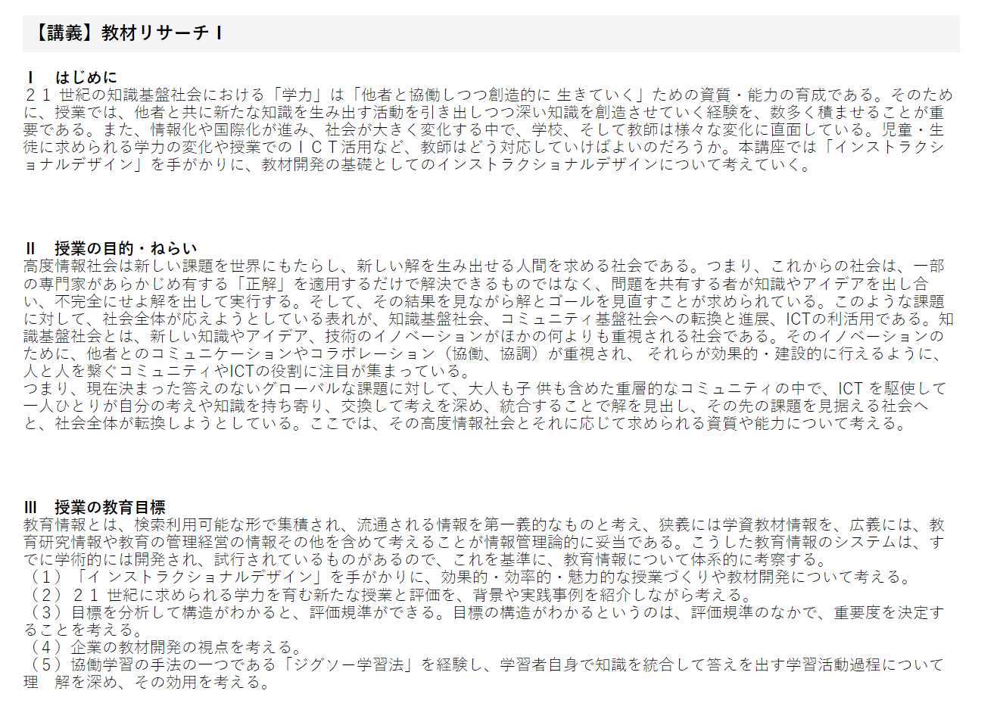 【講義】教材リサーチⅠ
Ⅰ　はじめに
２１ 世紀の知識基盤社会における「学力」は「他者と協働しつつ創造的に 生きていく」ための資質・能力の育成である。そのため
に、授業では、他者と共に新たな知識を生み出す活動を引き出しつつ深い知識を創造させていく経験を、数多く積ませることが重
要である。また、情報化や国際化が進み、社会が大きく変化する中で、学校、そして教師は様々な変化に直面している。児童・生
徒に求められる学力の変化や授業でのＩＣＴ活用など、教師はどう対応していけばよいのだろうか。本講座では「インストラクシ
ョナルデザイン」を手がかりに、教材開発の基礎としてのインストラクショナルデザインについて考えていく。
Ⅱ　授業の目的・ねらい
高度情報社会は新しい課題を世界にもたらし、新しい解を生み出せる人間を求める社会である。つまり、これからの社会は、一部
の専門家があらかじめ有する「正解」を適用するだけで解決できるものではなく、問題を共有する者が知識やアイデアを出し合
い、不完全にせよ解を出して実行する。そして、その結果を見ながら解とゴールを見直すことが求められている。このような課題
に対して、社会全体が応えようとしている表れが、知識基盤社会、コミュニティ基盤社会への転換と進展、ICTの利活用である。知
識基盤社会とは、新しい知識やアイデア、技術のイノベーションがほかの何よりも重視される社会である。そのイノベーションの
ために、他者とのコミュニケーションやコラボレーション（協働、協調）が重視され、 それらが効果的・建設的に行えるように、
人と人を繋ぐコミュニティやICTの役割に注目が集まっている。
つまり、現在決まった答えのないグローバルな課題に対して、大人も子 供も含めた重層的なコミュニティの中で、ICT を駆使して
一人ひとりが自分の考えや知識を持ち寄り、交換して考えを深め、統合することで解を見出し、その先の課題を見据える社会へ
と、社会全体が転換しようとしている。ここでは、その高度情報社会とそれに応じて求められる資質や能力について考える。
Ⅲ　授業の教育目標
教育情報とは、検索利用可能な形で集積され、流通される情報を第一義的なものと考え、狭義には学資教材情報を、広義には、教
育研究情報や教育の管理経営の情報その他を含めて考えることが情報管理論的に妥当である。こうした教育情報のシステムは、す
でに学術的には開発され、試行されているものがあるので、これを基準に、教育情報について体系的に考察する。
（１）「イ ンストラクショナルデザイン」を手がかりに、効果的・効率的・魅力的な授業づくりや教材開発について考える。
（２）２１ 世紀に求められる学力を育む新たな授業と評価を、背景や実践事例を紹介しながら考える。
（３）目標を分析して構造がわかると、評価規準ができる。目標の構造がわかるというのは、評価規準のなかで、重要度を決定す
ることを考える。
（４）企業の教材開発の視点を考える。
（５）協働学習の手法の一つである「ジグソー学習法」を経験し、学習者自身で知識を統合して答えを出す学習活動過程について
理　解を深め、その効用を考える。